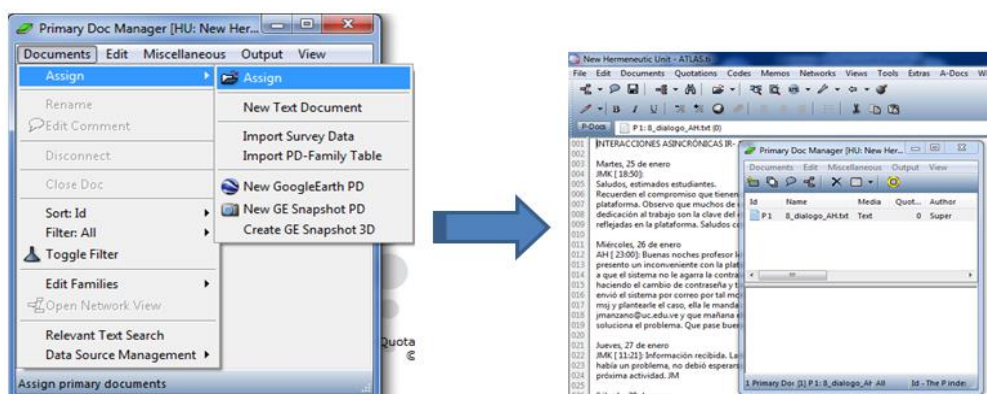 Primary Doc Manager [HU: New Her...
Documents Edit Miscellaneous Output View
Assign
Rename
Edit Comment
Disconnect
Close Doc
Sort: Id
Filter: All
Toggle Filter
Edit Families
Open Network View
Relevant Text Search
Data Source Management
Assign primary documents
Assign
New Text Document
Import Survey Data
Import PD-Family Table
New GoogleEarth PD
New GE Snapshot PD
Create GE Snapshot 3D
Quota
New Hermeneutic Unit - ATLAS.ti
File Edit Documents Quotations Codes Memos Networks Views Tools Extras A-Docs Wi
B I U
P-Docs P 1: 8_dialogo_AH.txt (0)
001 INTERACCIONES ASINCRÓNICAS IR-
002
003 Martes, 25 de enero
004 JMK [ 18:50]:
005 Saludos, estimados estudiantes.
006 Recuerden el compromiso que tienen
007 plataforma. Observo que muchos de
008 dedicación al trabajo son la clave del
009 reflejadas en la plataforma. Saludos
010
011 Miércoles, 26 de enero
012 AH [ 23:00]: Buenas noches profesor
013 presento un inconveniente con la
014 a que el sistema no le agarra la
015 haciendo el cambio de contraseña y
016 envió el sistema por correo por tal
017 msj y plantearle el caso, ella le
018 jmanzano@uc.edu.ve y que mañana
019 soluciona el problema. Que pase
020
021 Jueves, 27 de enero
022 JMK [ 11:21]: Información recibida.
023 había un problema, no debió
024 próxima actividad. JM
025
Primary Doc Manager [HU: New Her...
Documents Edit Miscellaneous Output View
Id Name Media Quot... Author
P 1 8_dialogo_AH.txt Text 0 Super
1 Primary Doc [1] P 1: 8_dialogo_AH All Id - The P index